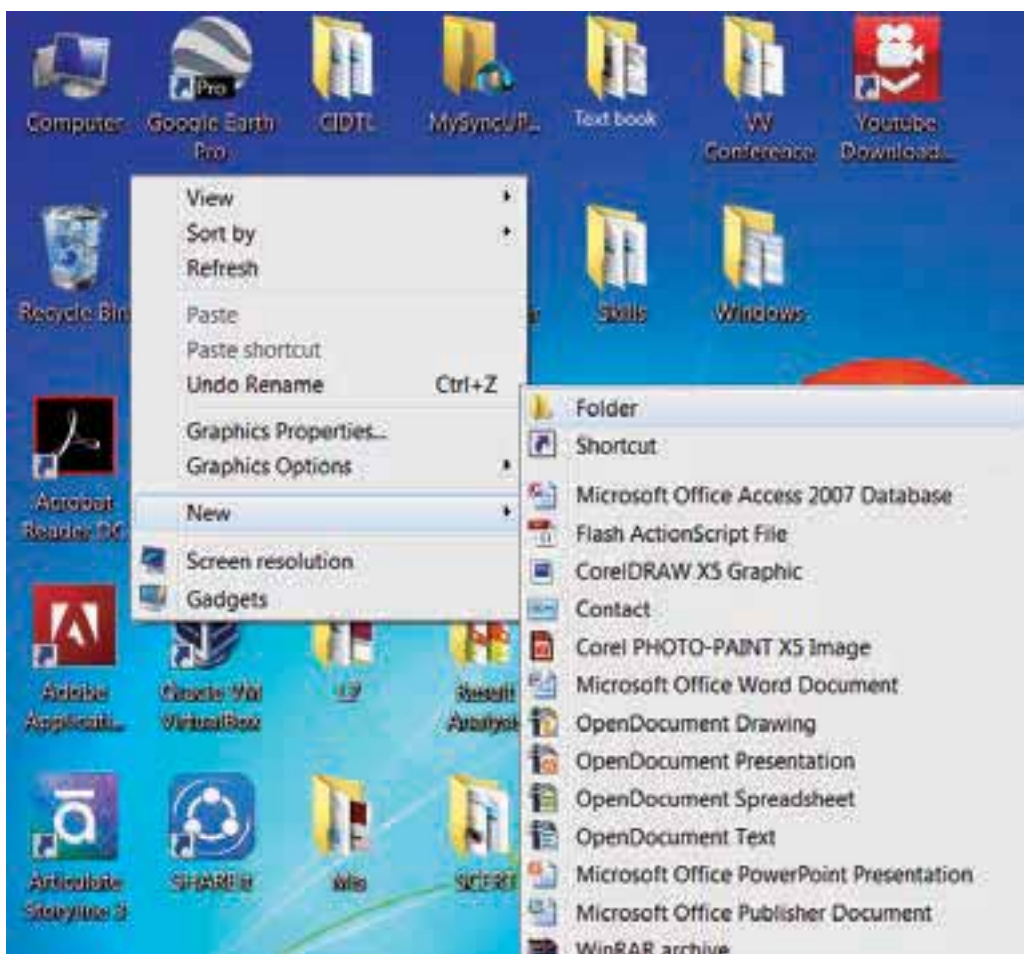 Computer
Google Earth
Pro
CIDTL
MySyncUP...
Text book
VV
Conference
Youtube
Download...
Recycle Bin
Skills
Windows
View
Sort by
Refresh
Paste
Paste shortcut
Undo Rename Ctrl+Z
Graphics Properties...
Graphics Options
New
Screen resolution
Gadgets
Folder
Shortcut
Microsoft Office Access 2007 Database
Flash ActionScript File
CorelDRAW X5 Graphic
Contact
Corel PHOTO-PAINT X5 Image
Microsoft Office Word Document
OpenDocument Drawing
OpenDocument Presentation
OpenDocument Spreadsheet
OpenDocument Text
Microsoft Office PowerPoint Presentation
Microsoft Office Publisher Document
WinRAR archive
Acrobat
Reader DC
Adobe
Applicati...
Oracle VM
VirtualBox
Result
Analysi
Articulate
Storyline 3
SHAREit
Mis
SCERT